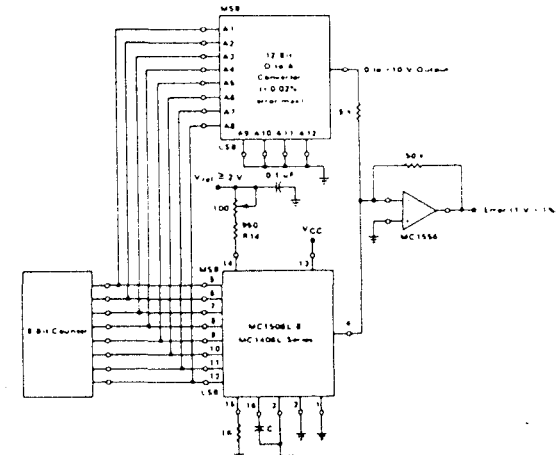 MSB
A1
A2
A3
A4
A5
A6
A7
A8
12-Bit
D to A
Converter
(± 0.02%
error max)
A9 A10 A11 A12
LSB
0 to +10 V Output
5 k
50 k
MC1556
Error (1 V = 1%
Vref ≥ 2 V
0.1 μF
100
950
R14
VCC
14
13
MSB
5
6
7
8
9
10
11
12
LSB
8-Bit Counter
MC1508L-8
MC1408L Series
4
15
16
3
2
1
1k
C